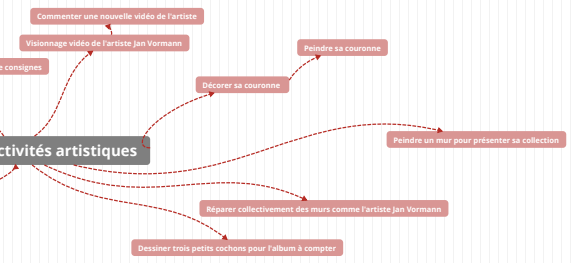 Commenter une nouvelle vidéo de l'artiste
Visionnage vidéo de l'artiste Jan Vormann
Peindre sa couronne
e consignes
Décorer sa couronne
Peindre un mur pour présenter sa collection
ctivités artistiques
Réparer collectivement des murs comme l'artiste Jan Vormann
Dessiner trois petits cochons pour l'album à compter